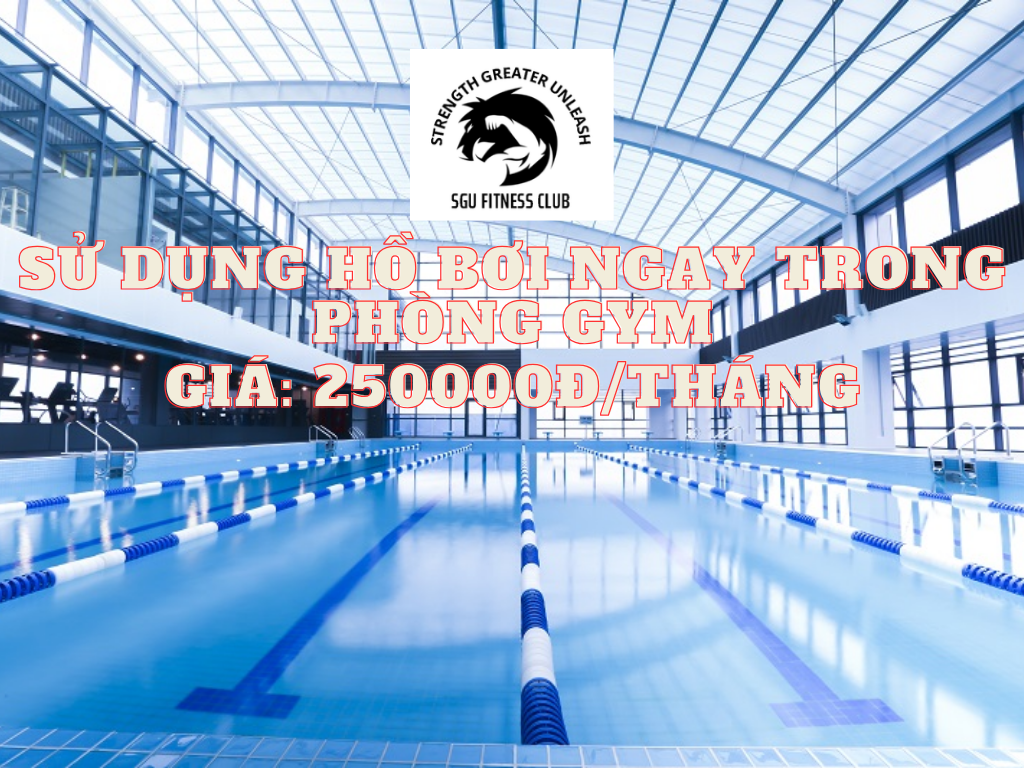 STRENGTH GREATER UNLEASH
SGU FITNESS CLUB
SỬ DỤNG HỒ BƠI NGAY TRONG
PHÒNG GYM
GIÁ: 250000Đ/THÁNG